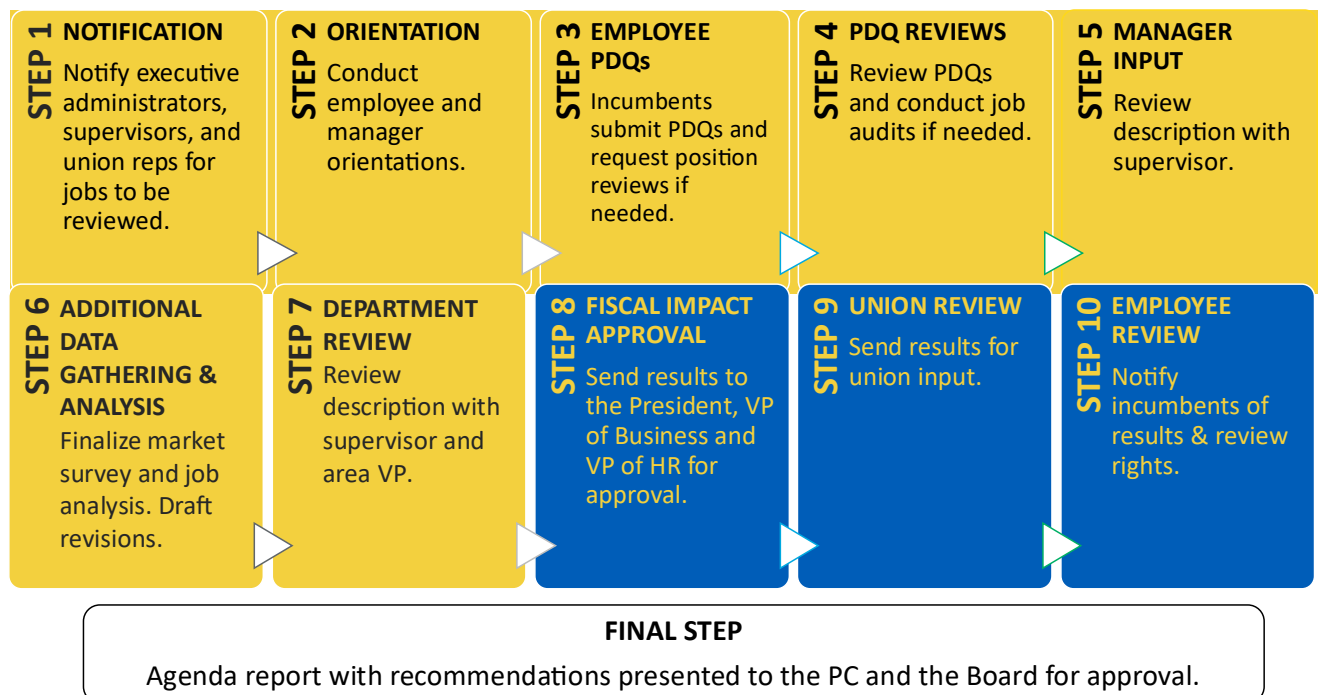 STEP 1
NOTIFICATION
Notify executive
administrators,
supervisors, and
union reps for
jobs to be
reviewed.
STEP 2
ORIENTATION
Conduct
employee and
manager
orientations.
STEP 3
EMPLOYEE
PDQs
Incumbents
submit PDQs and
request position
reviews if
needed.
STEP 4
PDQ REVIEWS
Review PDQs
and conduct job
audits if needed.
STEP 5
MANAGER
INPUT
Review
description with
supervisor.
STEP 6
ADDITIONAL
DATA
GATHERING &
ANALYSIS
Finalize market
survey and job
analysis. Draft
revisions.
STEP 7
DEPARTMENT
REVIEW
Review
description with
supervisor and
area VP.
STEP 8
FISCAL IMPACT
APPROVAL
Send results to
the President, VP
of Business and
VP of HR for
approval.
STEP 9
UNION REVIEW
Send results for
union input.
STEP 10
EMPLOYEE
REVIEW
Notify
incumbents of
results & review
rights.
FINAL STEP
Agenda report with recommendations presented to the PC and the Board for approval.